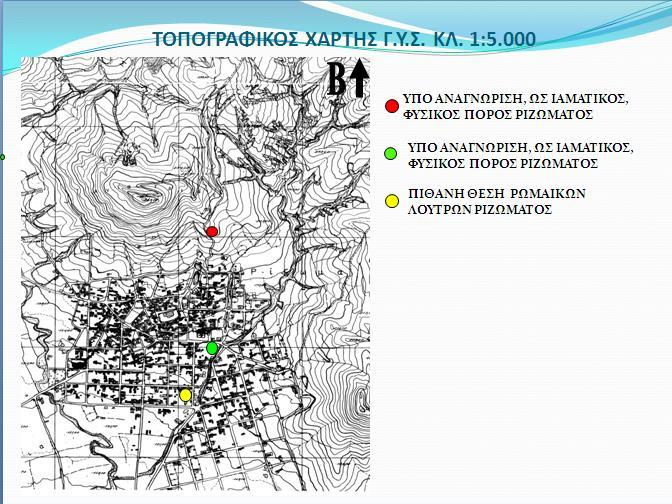 ΤΟΠΟΓΡΑΦΙΚΟΣ ΧΑΡΤΗΣ Γ.Υ.Σ. ΚΛ. 1:5.000
Β
ΥΠΟ ΑΝΑΓΝΩΡΙΣΗ, ΩΣ ΙΑΜΑΤΙΚΟΣ,
ΦΥΣΙΚΟΣ ΠΟΡΟΣ ΡΙΖΩΜΑΤΟΣ
ΥΠΟ ΑΝΑΓΝΩΡΙΣΗ, ΩΣ ΙΑΜΑΤΙΚΟΣ,
ΦΥΣΙΚΟΣ ΠΟΡΟΣ ΡΙΖΩΜΑΤΟΣ
ΠΙΘΑΝΗ ΘΕΣΗ ΡΩΜΑΙΚΩΝ
ΛΟΥΤΡΩΝ ΡΙΖΩΜΑΤΟΣ